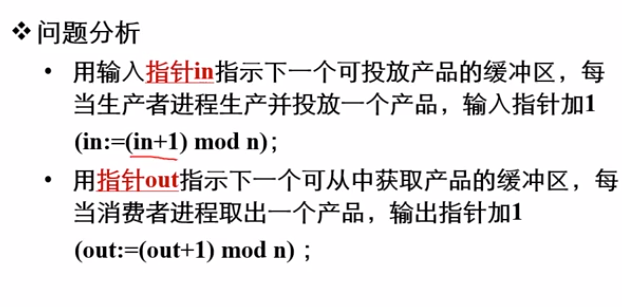 ❖问题分析
• 用输入指针in指示下一个可投放产品的缓冲区，每
当生产者进程生产并投放一个产品，输入指针加1
(in:=(in+1) mod n)；
• 用指针out指示下一个可从中获取产品的缓冲区，每
当消费者进程取出一个产品，输出指针加1
(out:=(out+1) mod n) ；